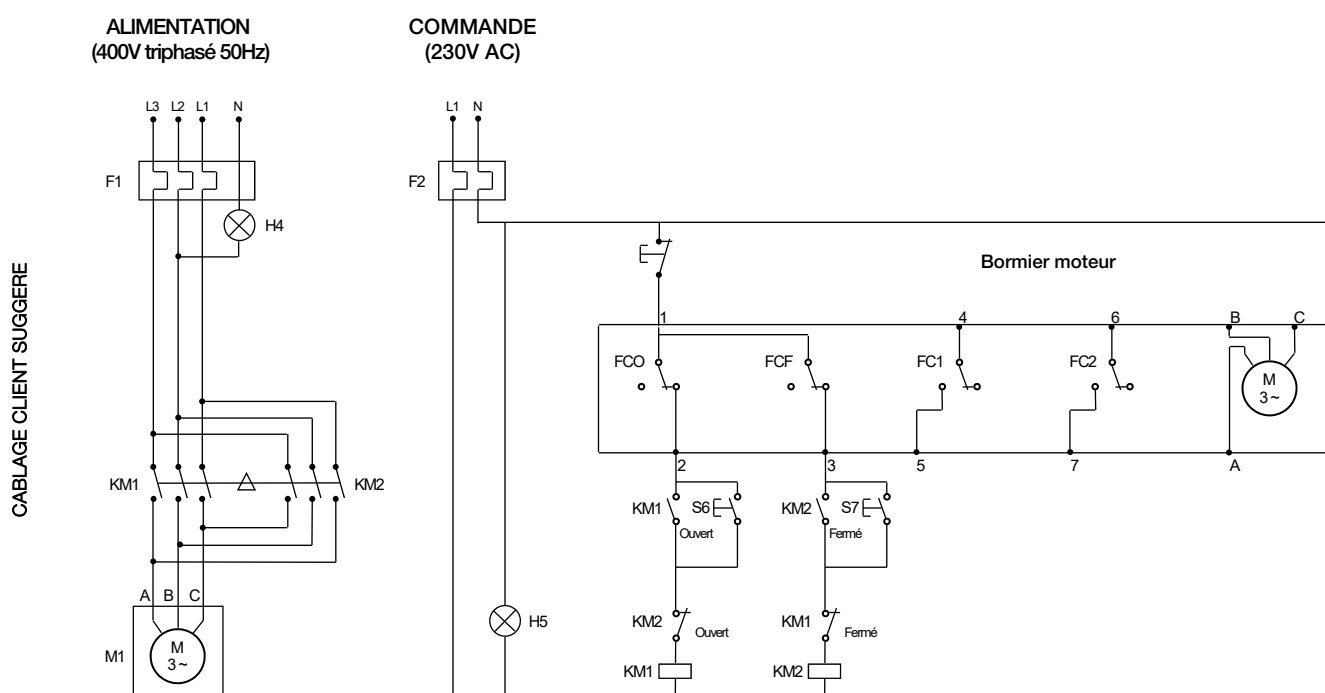 ALIMENTATION
(400V triphasé 50Hz)
COMMANDE
(230V AC)
L3 L2 L1 N
L1 N
F1
F2
H4
CABLAGE CLIENT SUGGERE
Bormier moteur
1 4 6 B C
FCO FCF FC1 FC2
M
3~
2 3 5 7 A
KM1 KM2
KM1 S6 KM2 S7
Ouvert Fermé
A B C
H5
KM2 Ouvert KM1 Fermé
M1
M
3~
KM1 KM2